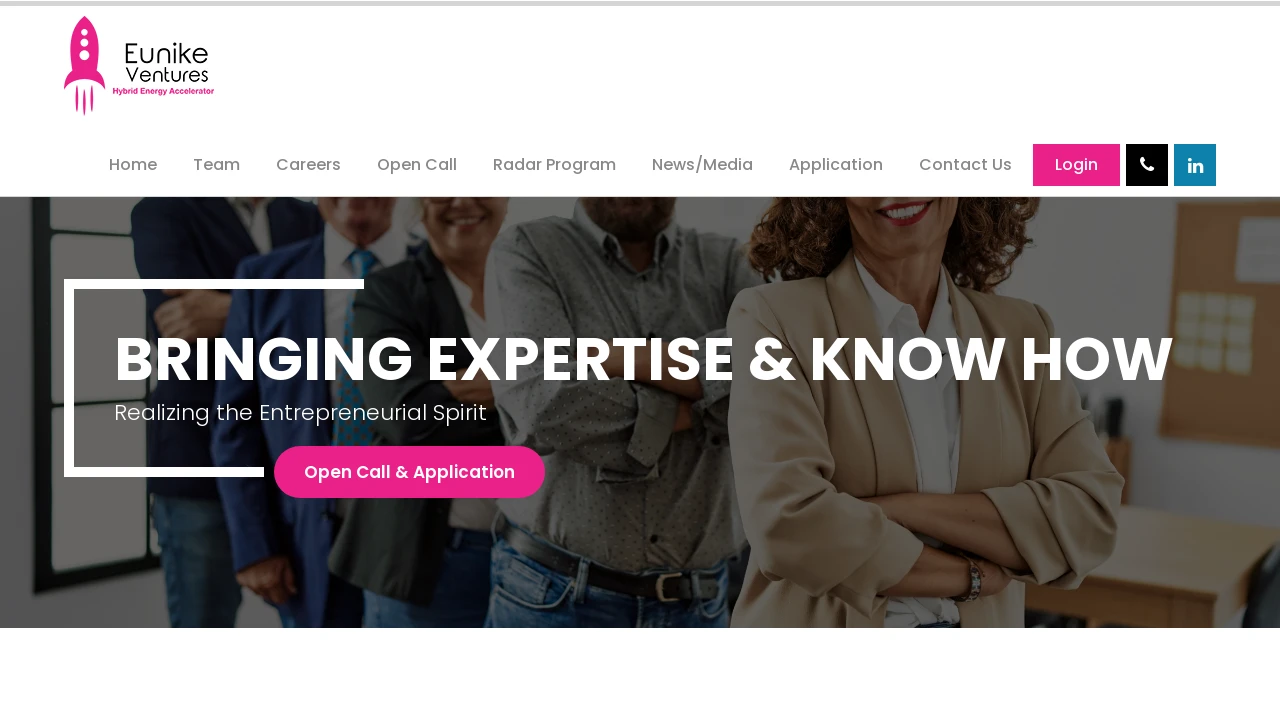 Eunike
Ventures
Hybrid Energy Accelerator
Home Team Careers Open Call Radar Program News/Media Application Contact Us Login in
BRINGING EXPERTISE & KNOW HOW
Realizing the Entrepreneurial Spirit
Open Call & Application